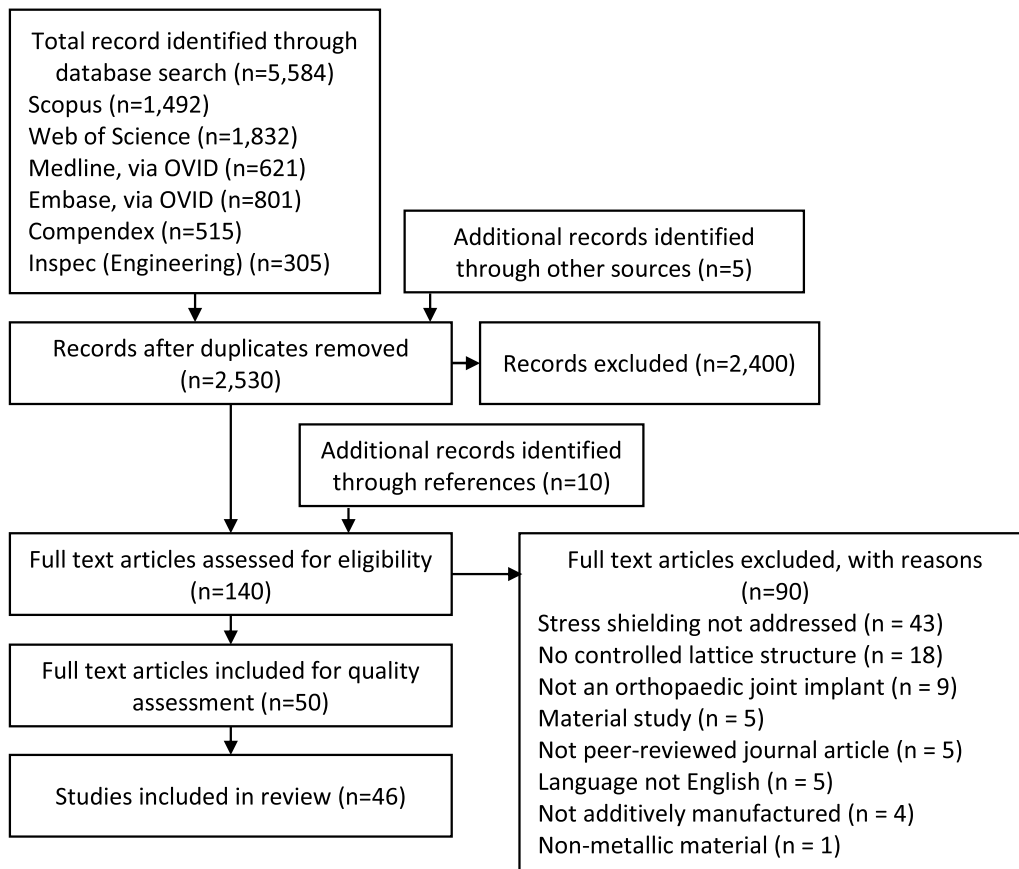 Total record identified through
database search (n=5,584)
Scopus (n=1,492)
Web of Science (n=1,832)
Medline, via OVID (n=621)
Embase, via OVID (n=801)
Compendex (n=515)
Inspec (Engineering) (n=305)
Additional records identified
through other sources (n=5)
Records after duplicates removed
(n=2,530)
Records excluded (n=2,400)
Additional records identified
through references (n=10)
Full text articles assessed for eligibility
(n=140)
Full text articles excluded, with reasons
(n=90)
Stress shielding not addressed (n = 43)
No controlled lattice structure (n = 18)
Not an orthopaedic joint implant (n = 9)
Material study (n = 5)
Not peer-reviewed journal article (n = 5)
Language not English (n = 5)
Not additively manufactured (n = 4)
Non-metallic material (n = 1)
Full text articles included for quality
assessment (n=50)
Studies included in review (n=46)